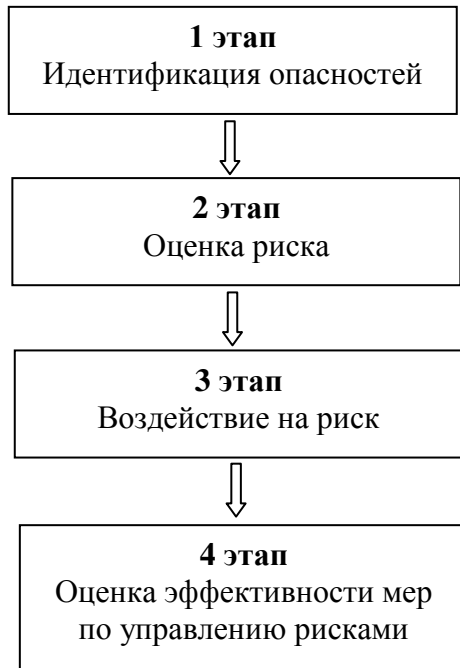 1 этап
Идентификация опасностей
2 этап
Оценка риска
3 этап
Воздействие на риск
4 этап
Оценка эффективности мер
по управлению рисками